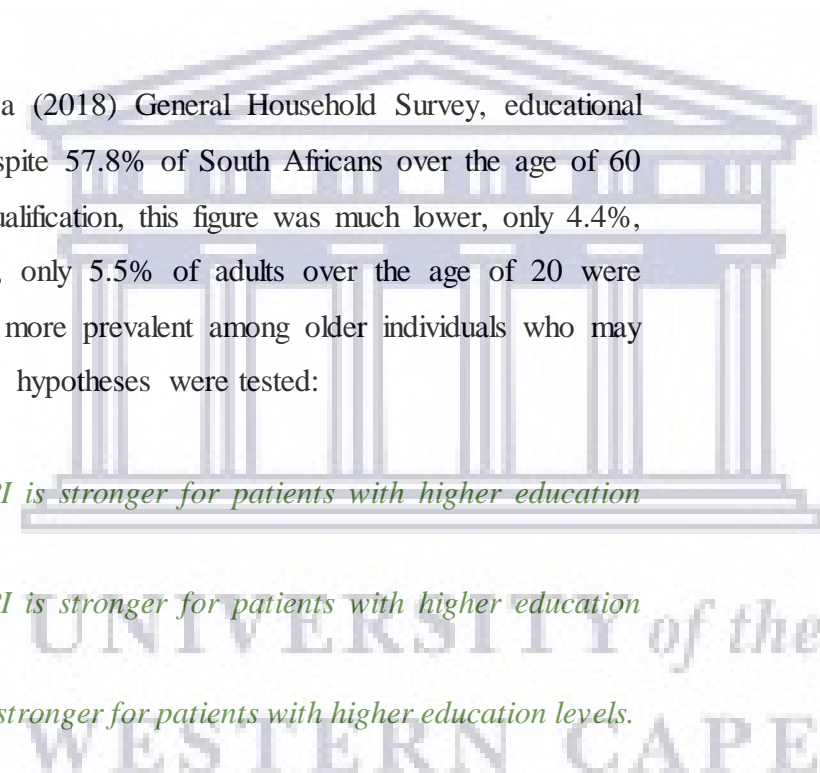 a (2018) General Household Survey, educational
spite 57.8% of South Africans over the age of 60
ualification, this figure was much lower, only 4.4%,
, only 5.5% of adults over the age of 20 were
more prevalent among older individuals who may
hypotheses were tested:
PI is stronger for patients with higher education
PI is stronger for patients with higher education
stronger for patients with higher education levels.
UNIVERSITY of the
WESTERN CAPE